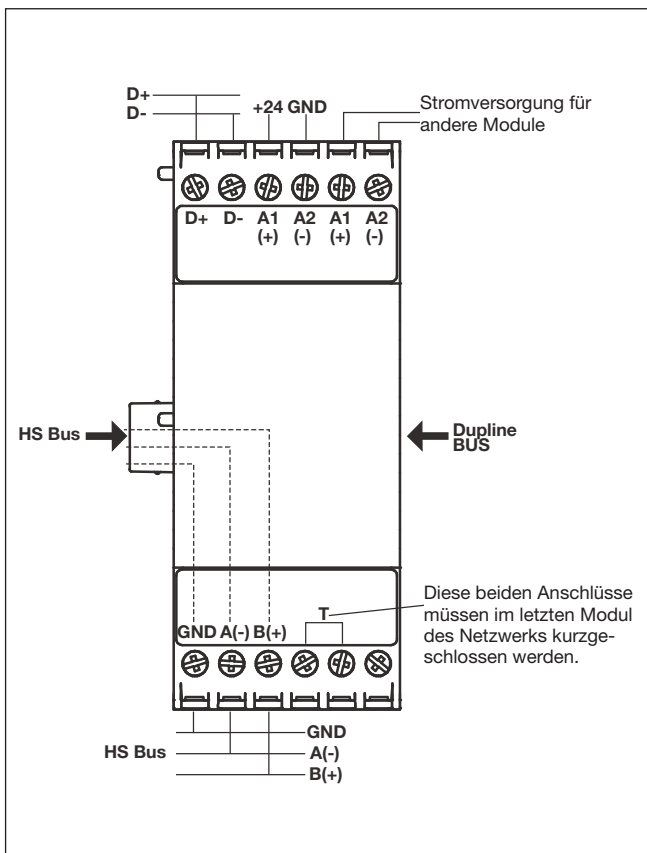 D+
D-
+24 GND
Stromversorgung für
andere Module
D+ D- A1 A2 A1 A2
(+) (-) (+) (-)
HS Bus
Dupline
BUS
Diese beiden Anschlüsse
müssen im letzten Modul
des Netzwerks kurzge-
schlossen werden.
T
GND A(-) B(+)
GND
HS Bus
A(-)
B(+)